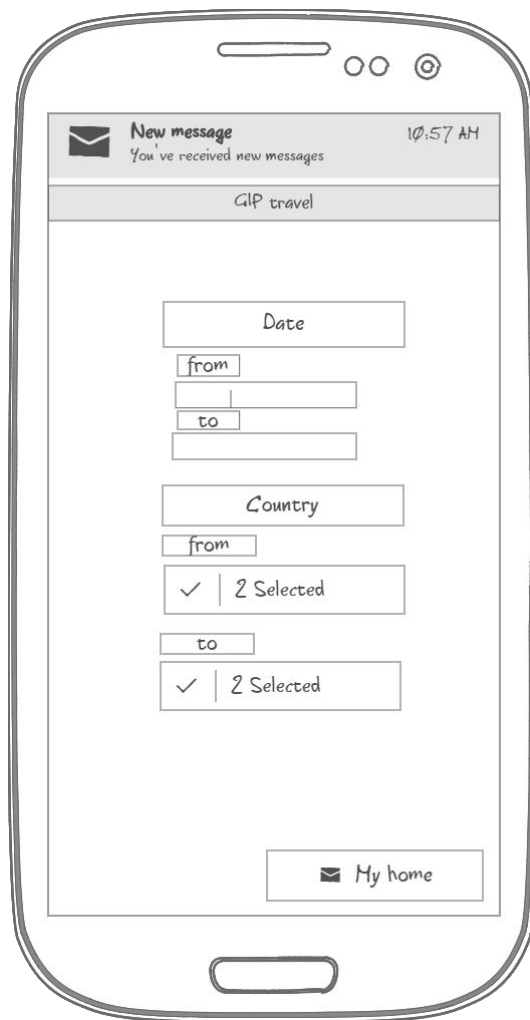 New message
10:57 AM
You've received new messages
GIP travel
Date
from
to
Country
from
2 Selected
to
2 Selected
My home